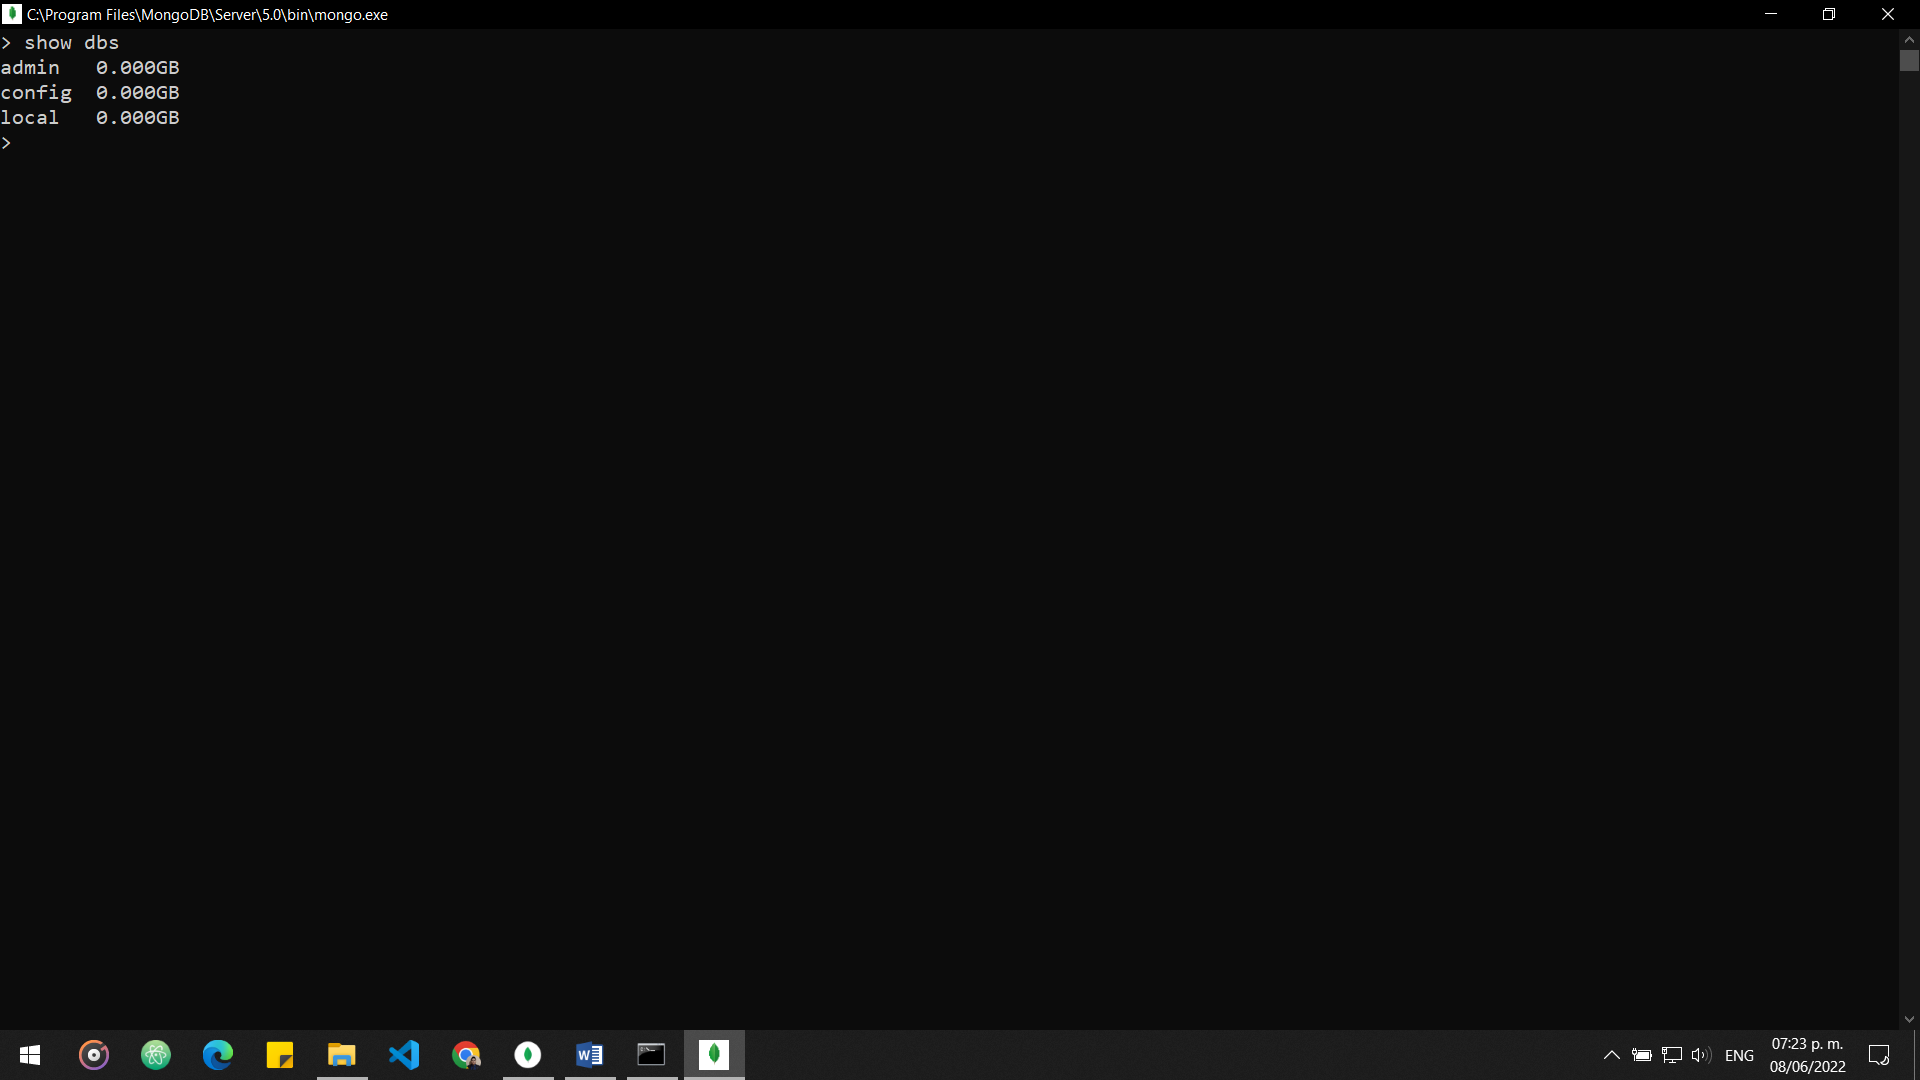 C:\Program Files\MongoDB\Server\5.0\bin\mongo.exe
> show dbs
admin   0.000GB
config  0.000GB
local   0.000GB
>
ENG
07:23 p. m.
08/06/2022